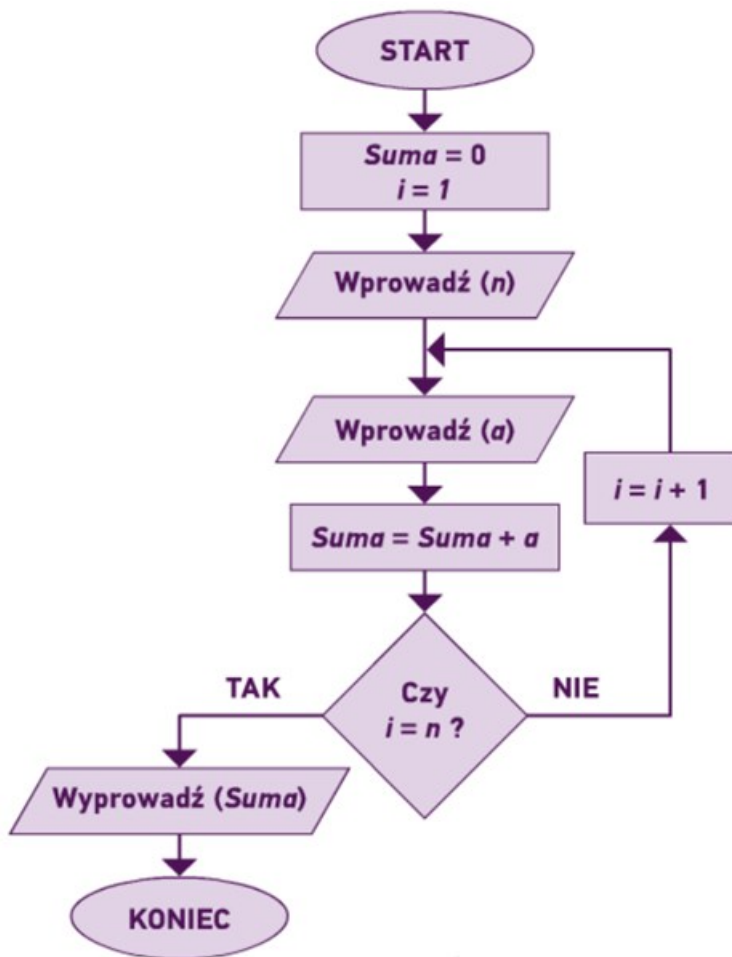 START
Suma = 0
i = 1
Wprowadź (n)
Wprowadź (a)
i = i + 1
Suma = Suma + a
TAK
Czy
i = n ?
NIE
Wyprowadź (Suma)
KONIEC